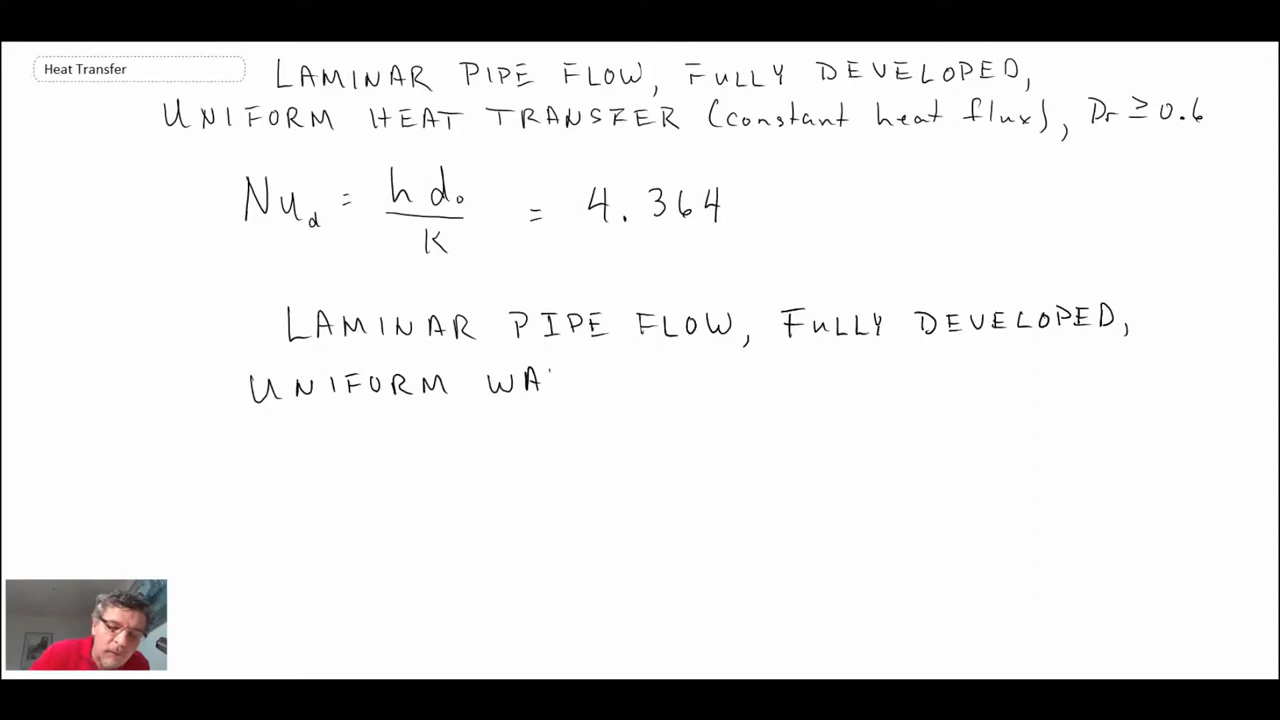 Heat Transfer
LAMINAR PIPE FLOW, FULLY DEVELOPED,
UNIFORM HEAT TRANSFER (constant heat flux), Pr ≥ 0.6
Nu_d = h d_o / k = 4.364
LAMINAR PIPE FLOW, FULLY DEVELOPED,
UNIFORM WA